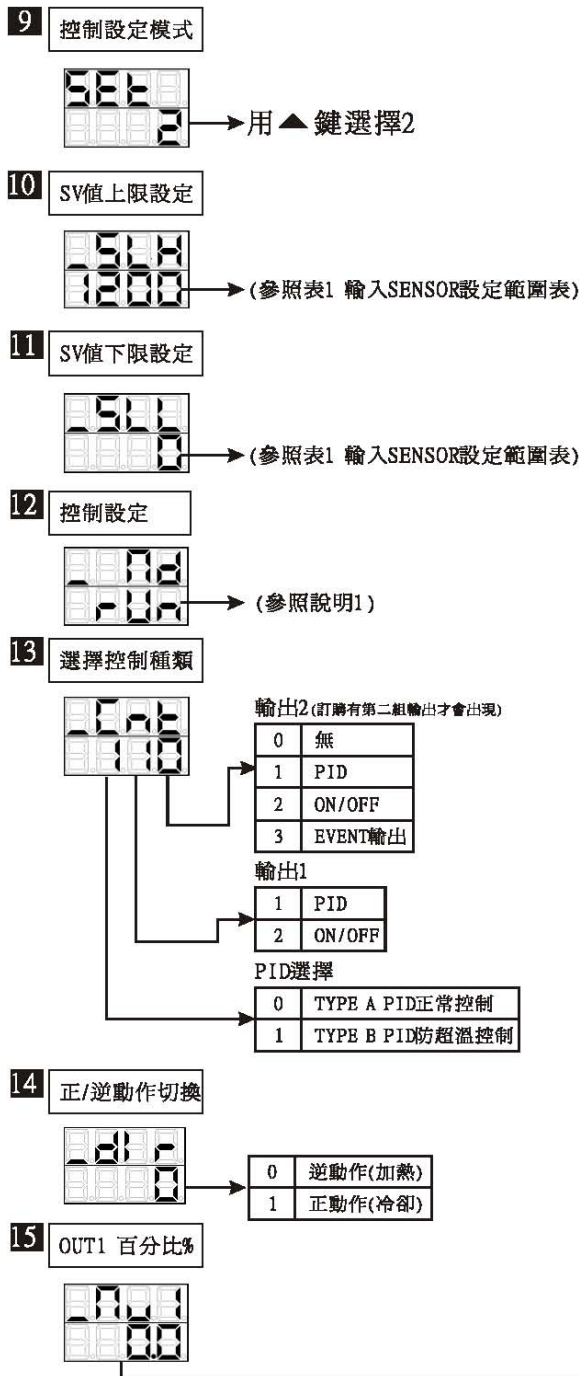 9 控制設定模式
SEt
2 用▲鍵選擇2
10 SV值上限設定
_SLH
1200 (參照表1 輸入SENSOR設定範圍表)
11 SV值下限設定
_SLL
0 (參照表1 輸入SENSOR設定範圍表)
12 控制設定
_ Md
rUn (參照說明1)
13 選擇控制種類
_Cnt
110
輸出2(訂購有第二組輸出才會出現)
0 無
1 PID
2 ON/OFF
3 EVENT輸出
輸出1
1 PID
2 ON/OFF
PID選擇
0 TYPE A PID正常控制
1 TYPE B PID防超溫控制
14 正/逆動作切換
_dIr
0
0 逆動作(加熱)
1 正動作(冷卻)
15 OUT1 百分比%
_Mv1
0.0